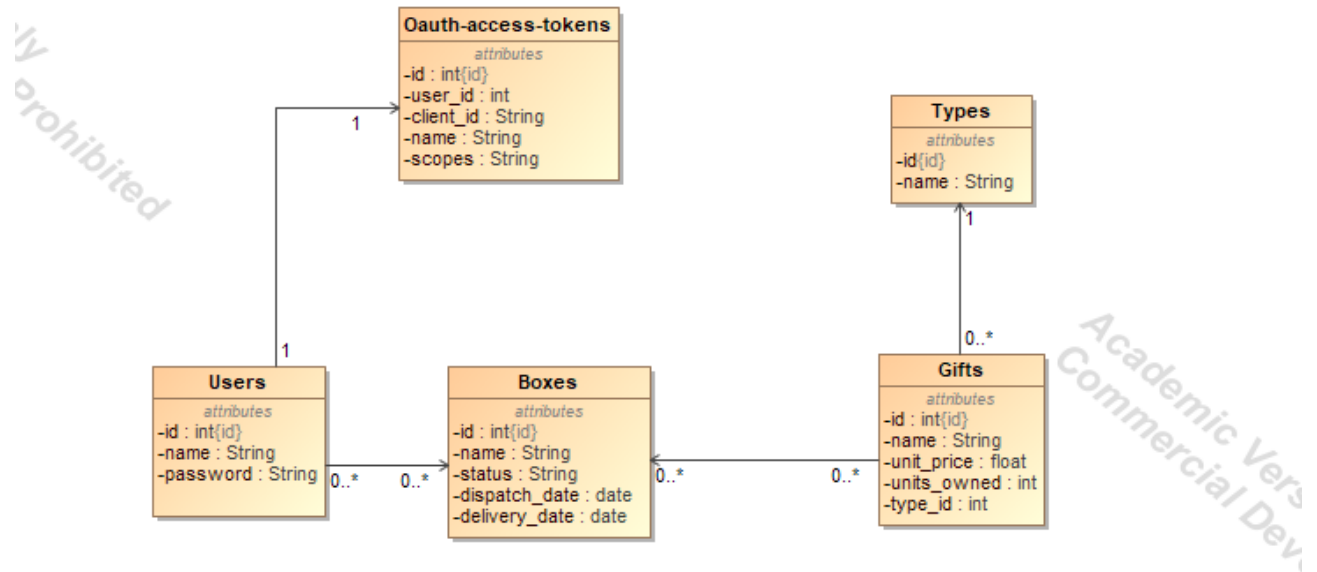 ly
Prohibited
Oauth-access-tokens
attributes
-id : int{id}
-user_id : int
-client_id : String
-name : String
-scopes : String
1
1
Types
attributes
-id{id}
-name : String
1
0..*
Users
attributes
-id : int{id}
-name : String
-password : String
0..*
0..*
Boxes
attributes
-id : int{id}
-name : String
-status : String
-dispatch_date : date
-delivery_date : date
0..*
0..*
Gifts
attributes
-id : int{id}
-name : String
-unit_price : float
-units_owned : int
-type_id : int
Academic Vers
Commercial Deve